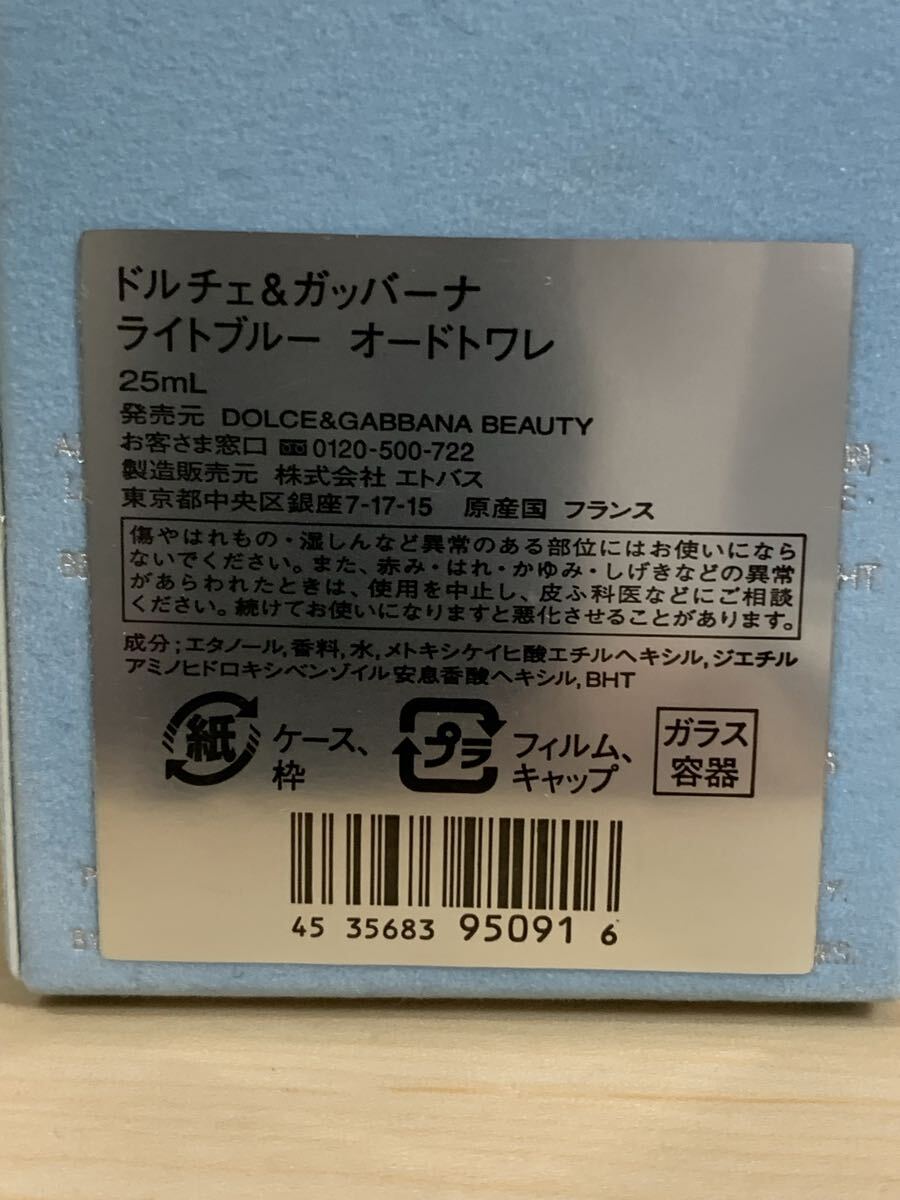 ドルチェ&ガッバーナ
ライトブルー オードトワレ
25mL
発売元 DOLCE&GABBANA BEAUTY
お客さま窓口 0120-500-722
製造販売元 株式会社 エトバス
東京都中央区銀座7-17-15 原産国 フランス
傷やはれもの・湿しんなど異常のある部位にはお使いになら
ないでください。また、赤み・はれ・かゆみ・しげきなどの異常
があらわれたときは、使用を中止し、皮ふ科医などにご相談
ください。続けてお使いになりますと悪化させることがあります。
成分;エタノール,香料,水,メトキシケイヒ酸エチルヘキシル,ジエチル
アミノヒドロキシベンゾイル安息香酸ヘキシル,BHT
紙 ケース、
枠
プラ フィルム、
キャップ
ガラス
容器
45 35683 95091 6